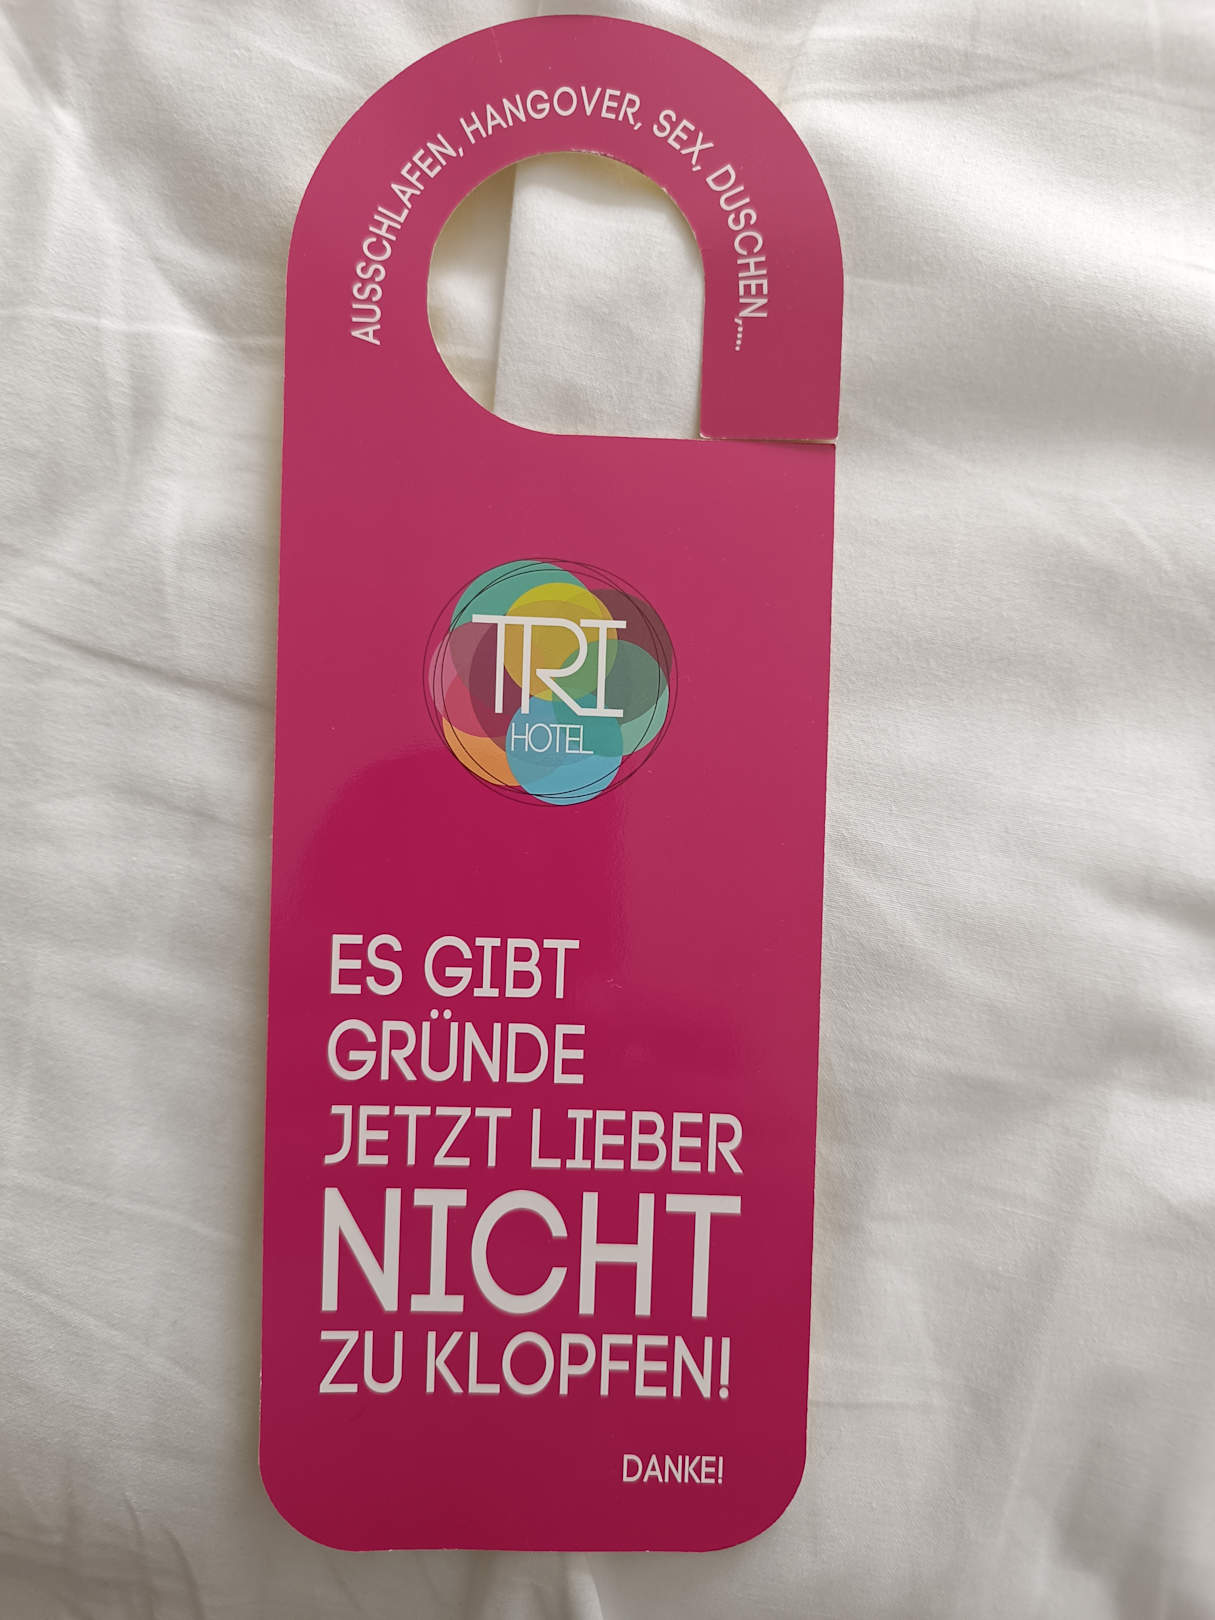 AUSSCHLAFEN, HANGOVER, SEX, DUSCHEN,....
TRI
HOTEL
ES GIBT
GRÜNDE
JETZT LIEBER
NICHT
ZU KLOPFEN!
DANKE!